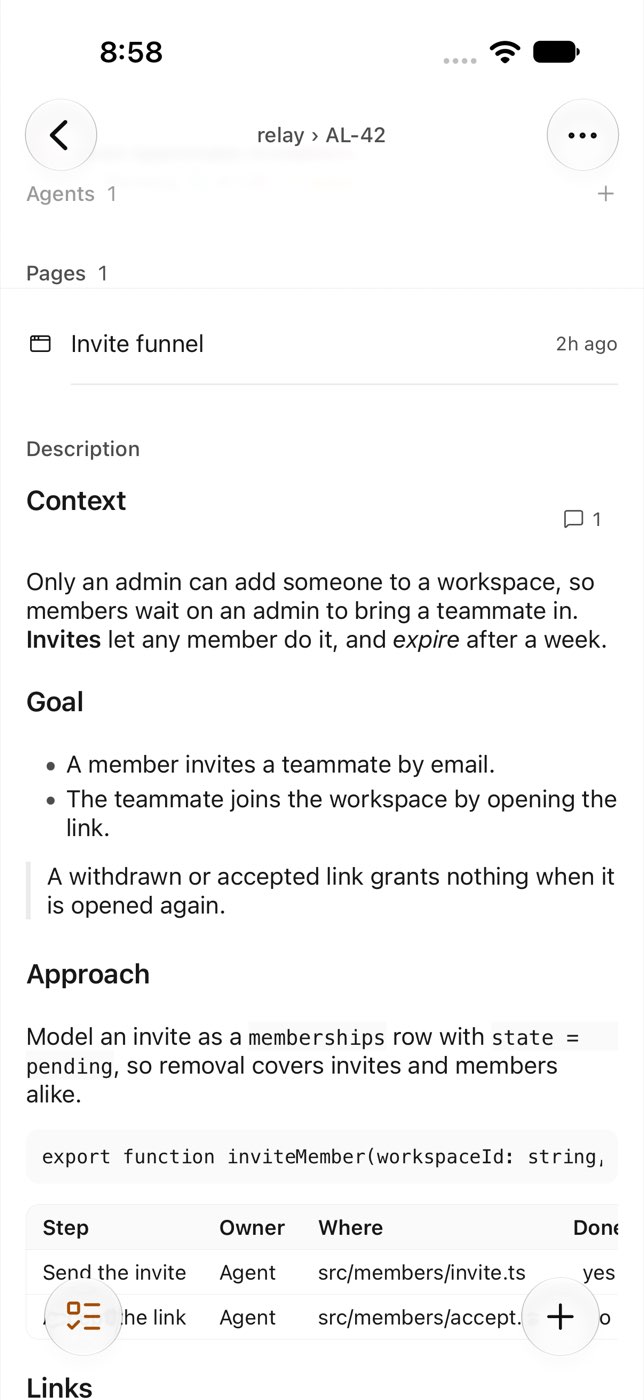 8:58
relay › AL-42
Agents 1
Pages 1
Invite funnel 2h ago
Description
Context
1
Only an admin can add someone to a workspace, so
members wait on an admin to bring a teammate in.
Invites let any member do it, and expire after a week.
Goal
• A member invites a teammate by email.
• The teammate joins the workspace by opening the
link.
A withdrawn or accepted link grants nothing when it
is opened again.
Approach
Model an invite as a memberships row with state =
pending, so removal covers invites and members
alike.
export function inviteMember(workspaceId: string,
Step Owner Where Done
Send the invite Agent src/members/invite.ts yes
the link Agent src/members/accept.
Links